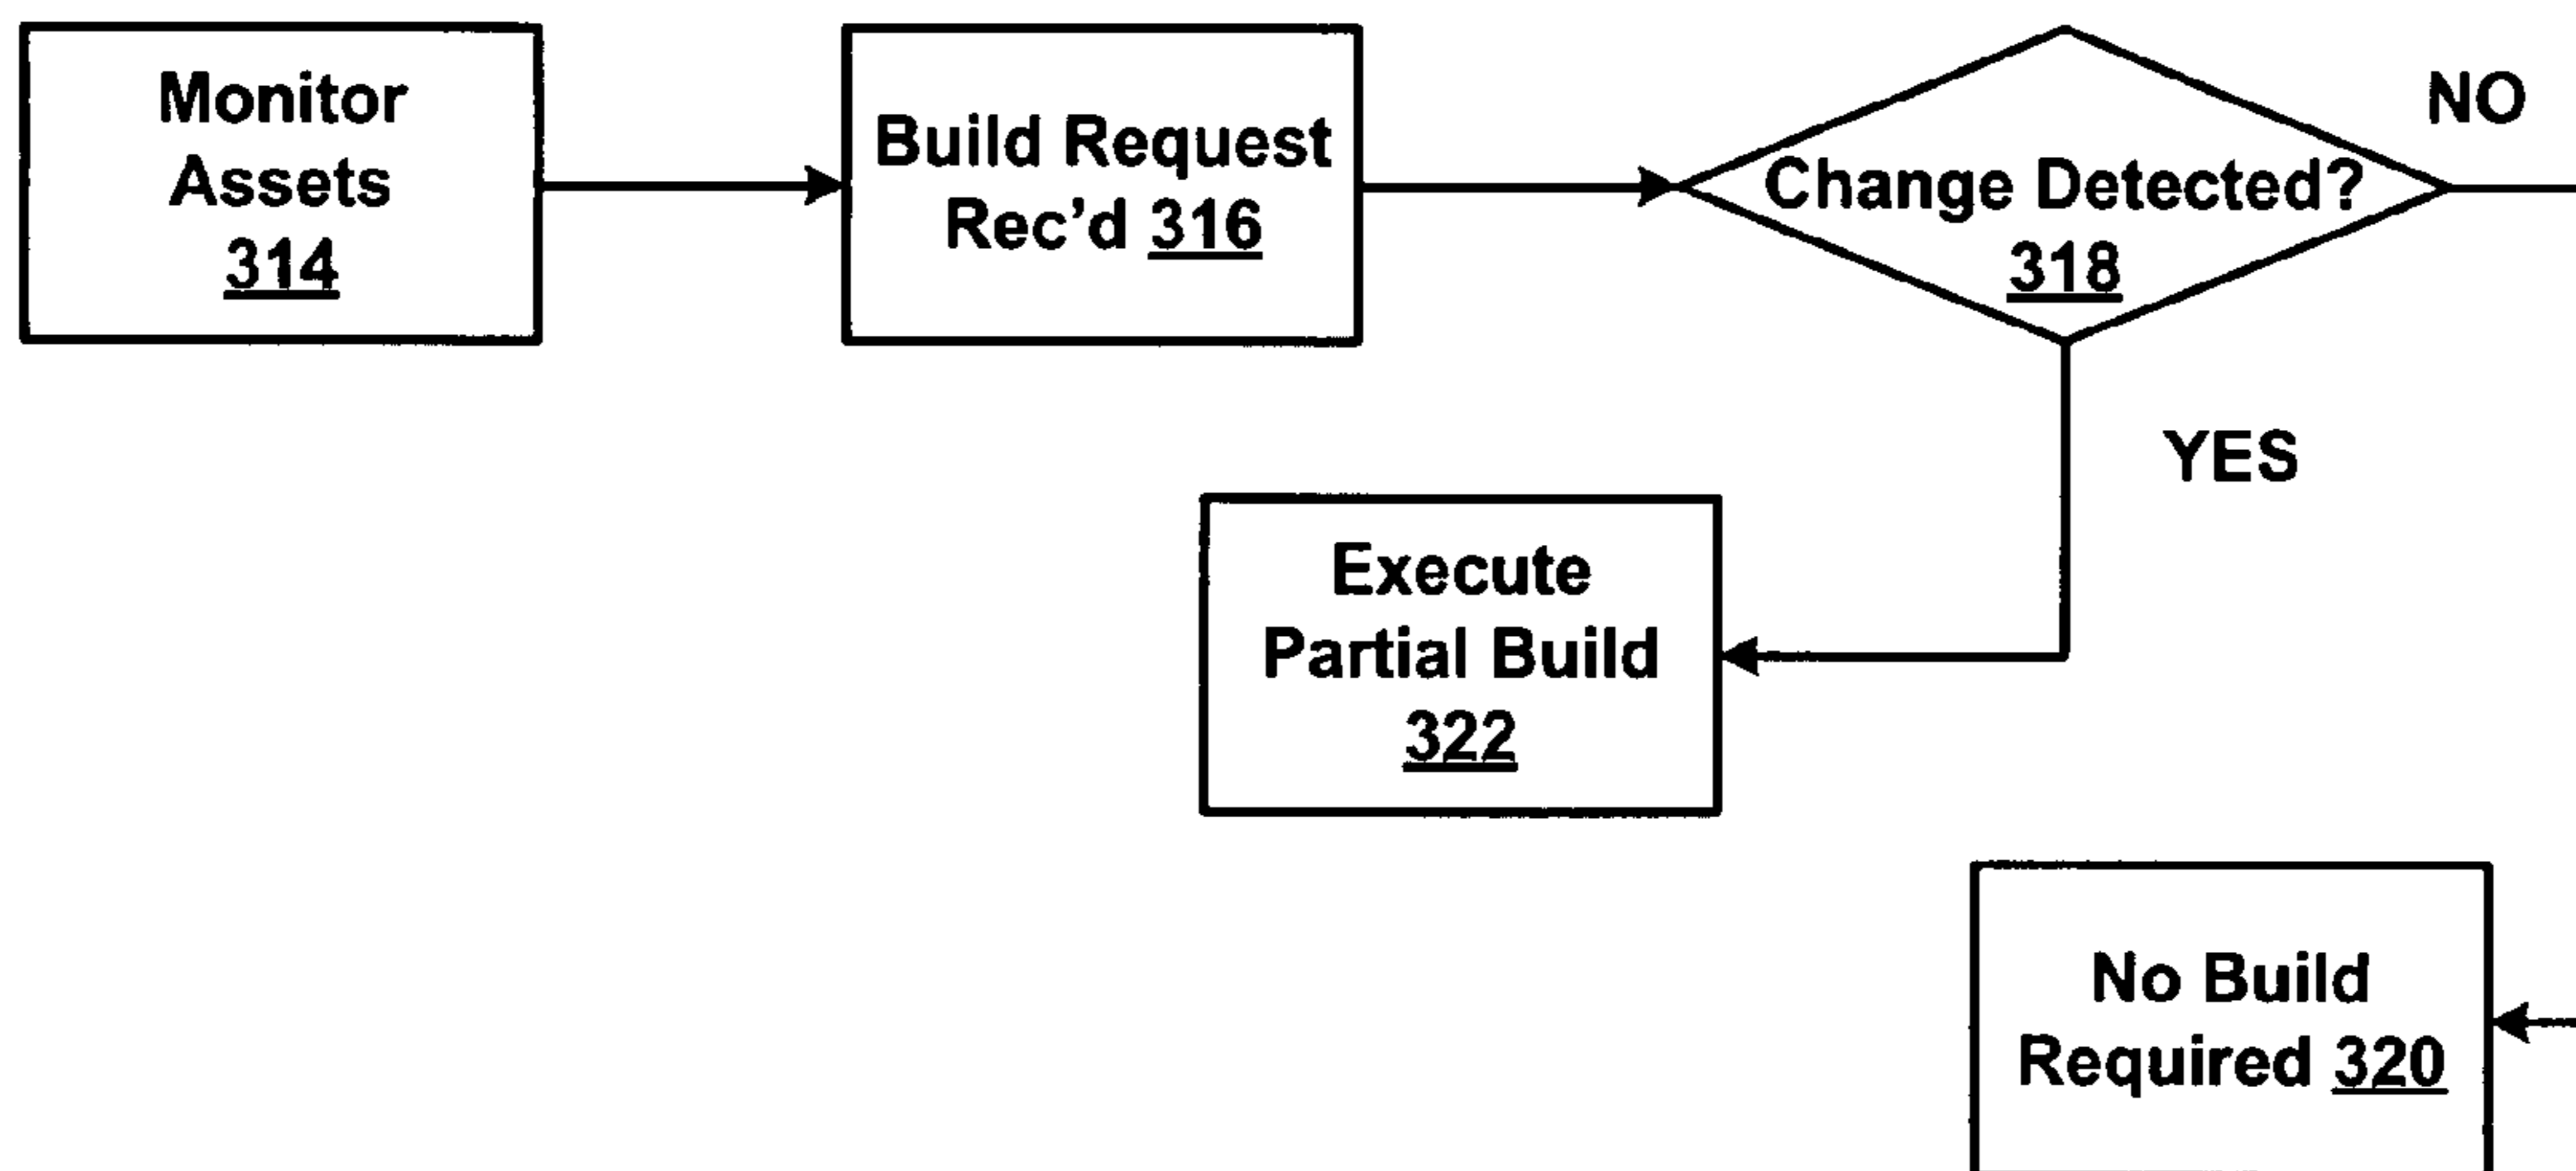 Monitor
Assets
314
Build Request
Rec’d 316
Change Detected?
318
NO
YES
Execute
Partial Build
322
No Build
Required 320